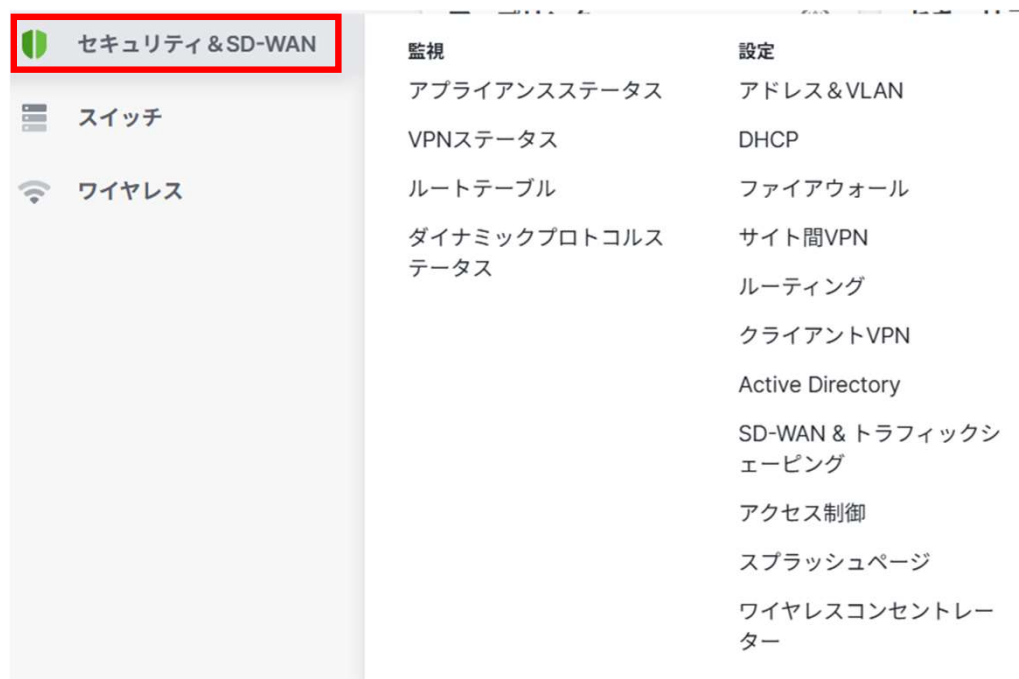 セキュリティ＆SD-WAN
スイッチ
ワイヤレス
監視
アプライアンスステータス
VPNステータス
ルートテーブル
ダイナミックプロトコルス
テータス
設定
アドレス＆VLAN
DHCP
ファイアウォール
サイト間VPN
ルーティング
クライアントVPN
Active Directory
SD-WAN & トラフィックシ
ェーピング
アクセス制御
スプラッシュページ
ワイヤレスコンセントレー
ター